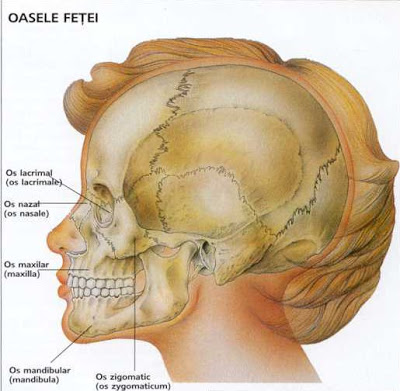 OASELE FEȚEI
Os lacrimal
(os lacrimale)
Os nazal
(os nasale)
Os maxilar
(maxilla)
Os mandibular
(mandibula)
Os zigomatic
(os zygomaticum)